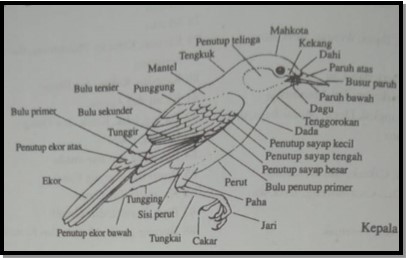 Mahkota
Penutup telinga
Kekang
Tengkuk
Dahi
Mantel
Paruh atas
Busur paruh
Punggung
Bulu tersier
Paruh bawah
Dagu
Bulu primer
Bulu sekunder
Tenggorokan
Dada
Tunggir
Penutup sayap kecil
Penutup ekor atas
Penutup sayap tengah
Penutup sayap besar
Ekor
Perut
Bulu penutup primer
Tungging
Paha
Sisi perut
Jari
Penutup ekor bawah
Tungkai
Cakar
Kepala